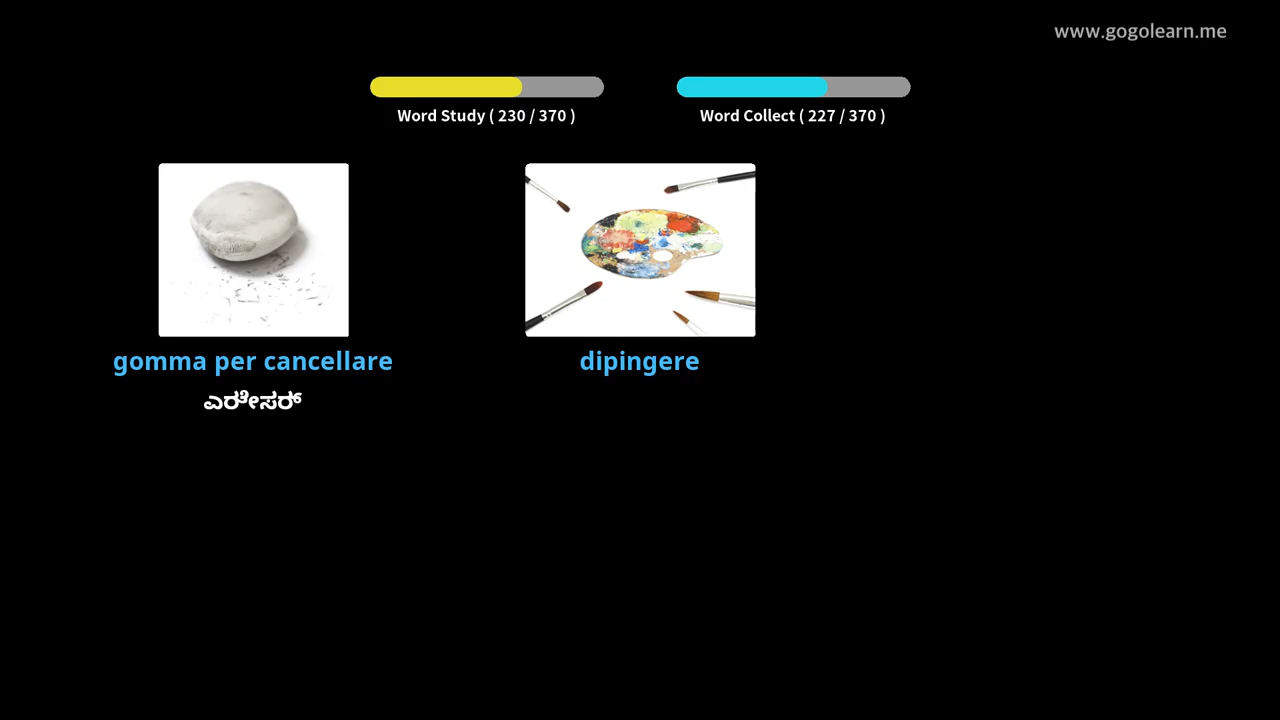 www.gogolearn.me
Word Study ( 230 / 370 )
Word Collect ( 227 / 370 )
gomma per cancellare
ಎರೇಸರ್
dipingere